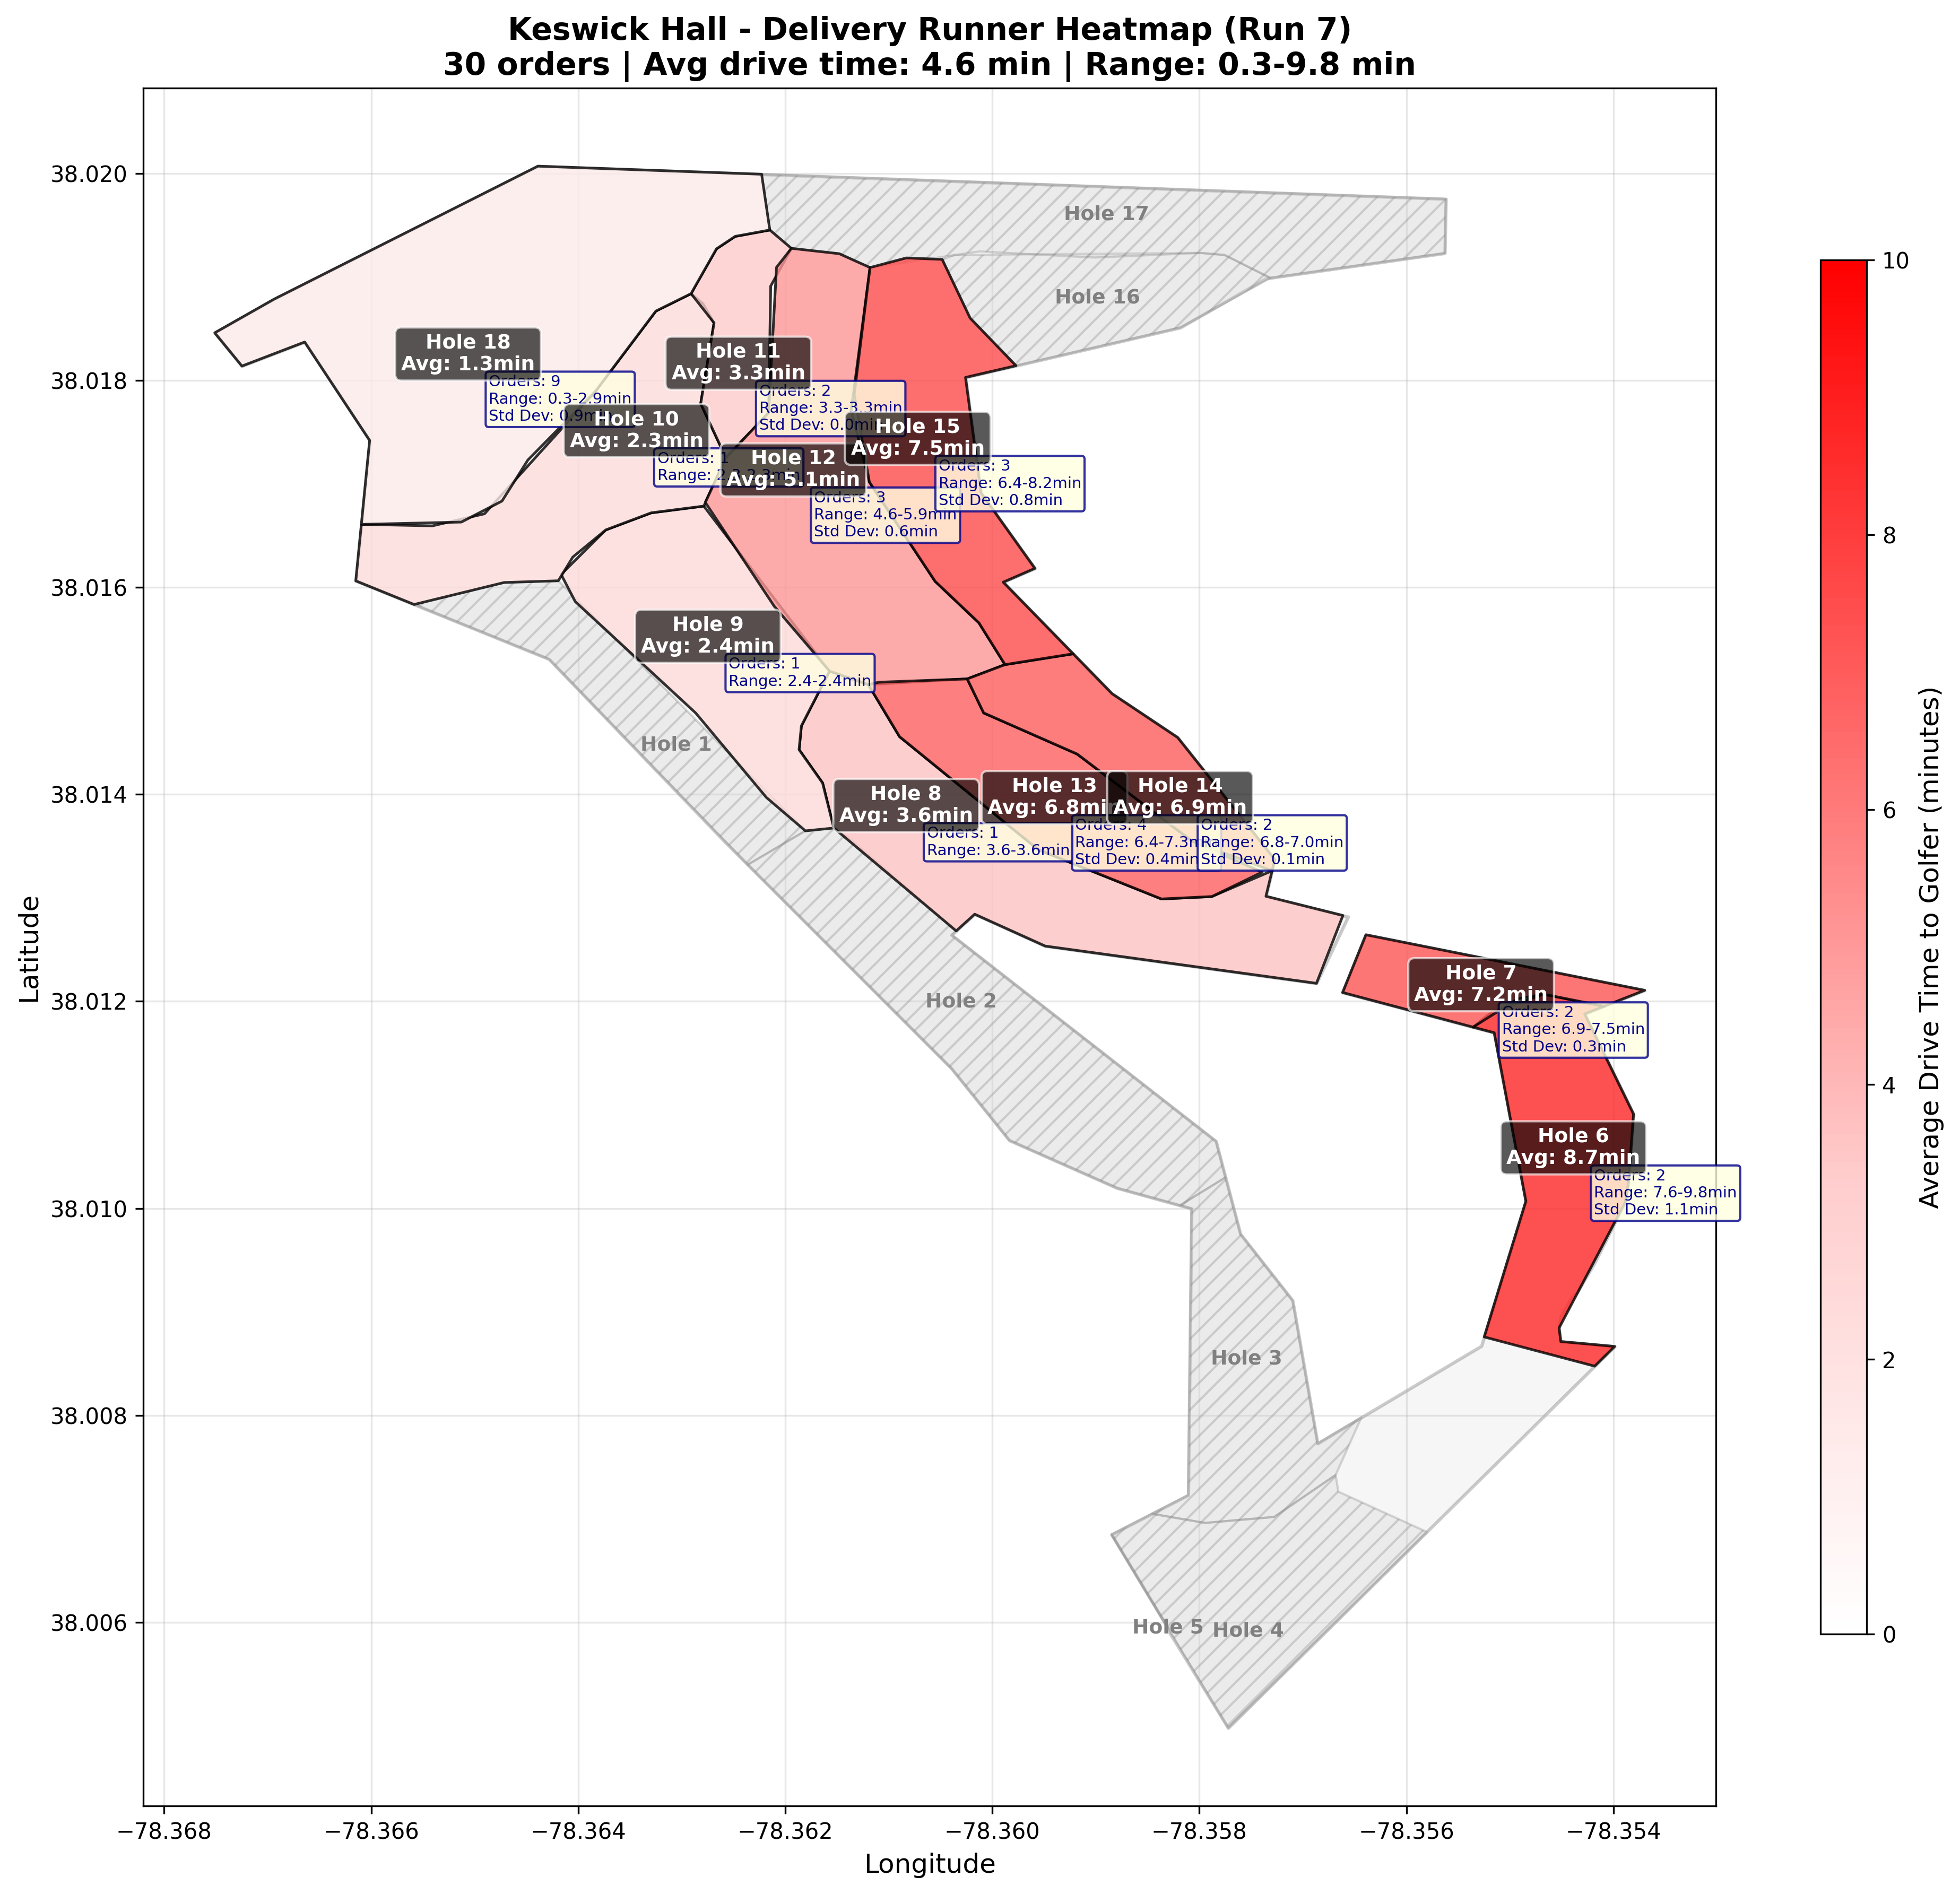 Keswick Hall - Delivery Runner Heatmap (Run 7)
30 orders | Avg drive time: 4.6 min | Range: 0.3-9.8 min
Latitude
38.020
38.018
38.016
38.014
38.012
38.010
38.008
38.006
Hole 17
Hole 16
Hole 18
Avg: 1.3min
Orders: 9
Range: 0.3-2.9min
Std Dev: 0.9min
Hole 11
Avg: 3.3min
Orders: 2
Range: 3.3-3.3min
Std Dev: 0.0min
Hole 10
Avg: 2.3min
Orders: 1
Range:
Hole 15
Avg: 7.5min
Orders: 3
Range: 6.4-8.2min
Std Dev: 0.8min
Hole 12
Avg: 5.1min
Orders: 3
Range: 4.6-5.9min
Std Dev: 0.6min
Hole 9
Avg: 2.4min
Orders: 1
Range: 2.4-2.4min
Hole 1
Hole 8
Avg: 3.6min
Orders: 1
Range: 3.6-3.6min
Hole 13
Avg: 6.8min
Orders: 4
Range: 6.4-7.3m
Std Dev: 0.4min
Hole 14
Avg: 6.9min
Orders: 2
Range: 6.8-7.0min
Std Dev: 0.1min
Hole 2
Hole 7
Avg: 7.2min
Orders: 2
Range: 6.9-7.5min
Std Dev: 0.3min
Hole 6
Avg: 8.7min
Orders: 2
Range: 7.6-9.8min
Std Dev: 1.1min
Hole 3
Hole 5
Hole 4
−78.368
−78.366
−78.364
−78.362
−78.360
−78.358
−78.356
−78.354
Longitude
10
8
6
4
2
0
Average Drive Time to Golfer (minutes)